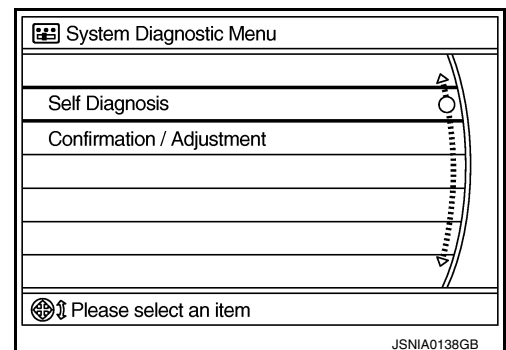 System Diagnostic Menu
Self Diagnosis
Confirmation / Adjustment
Please select an item
JSNIA0138GB